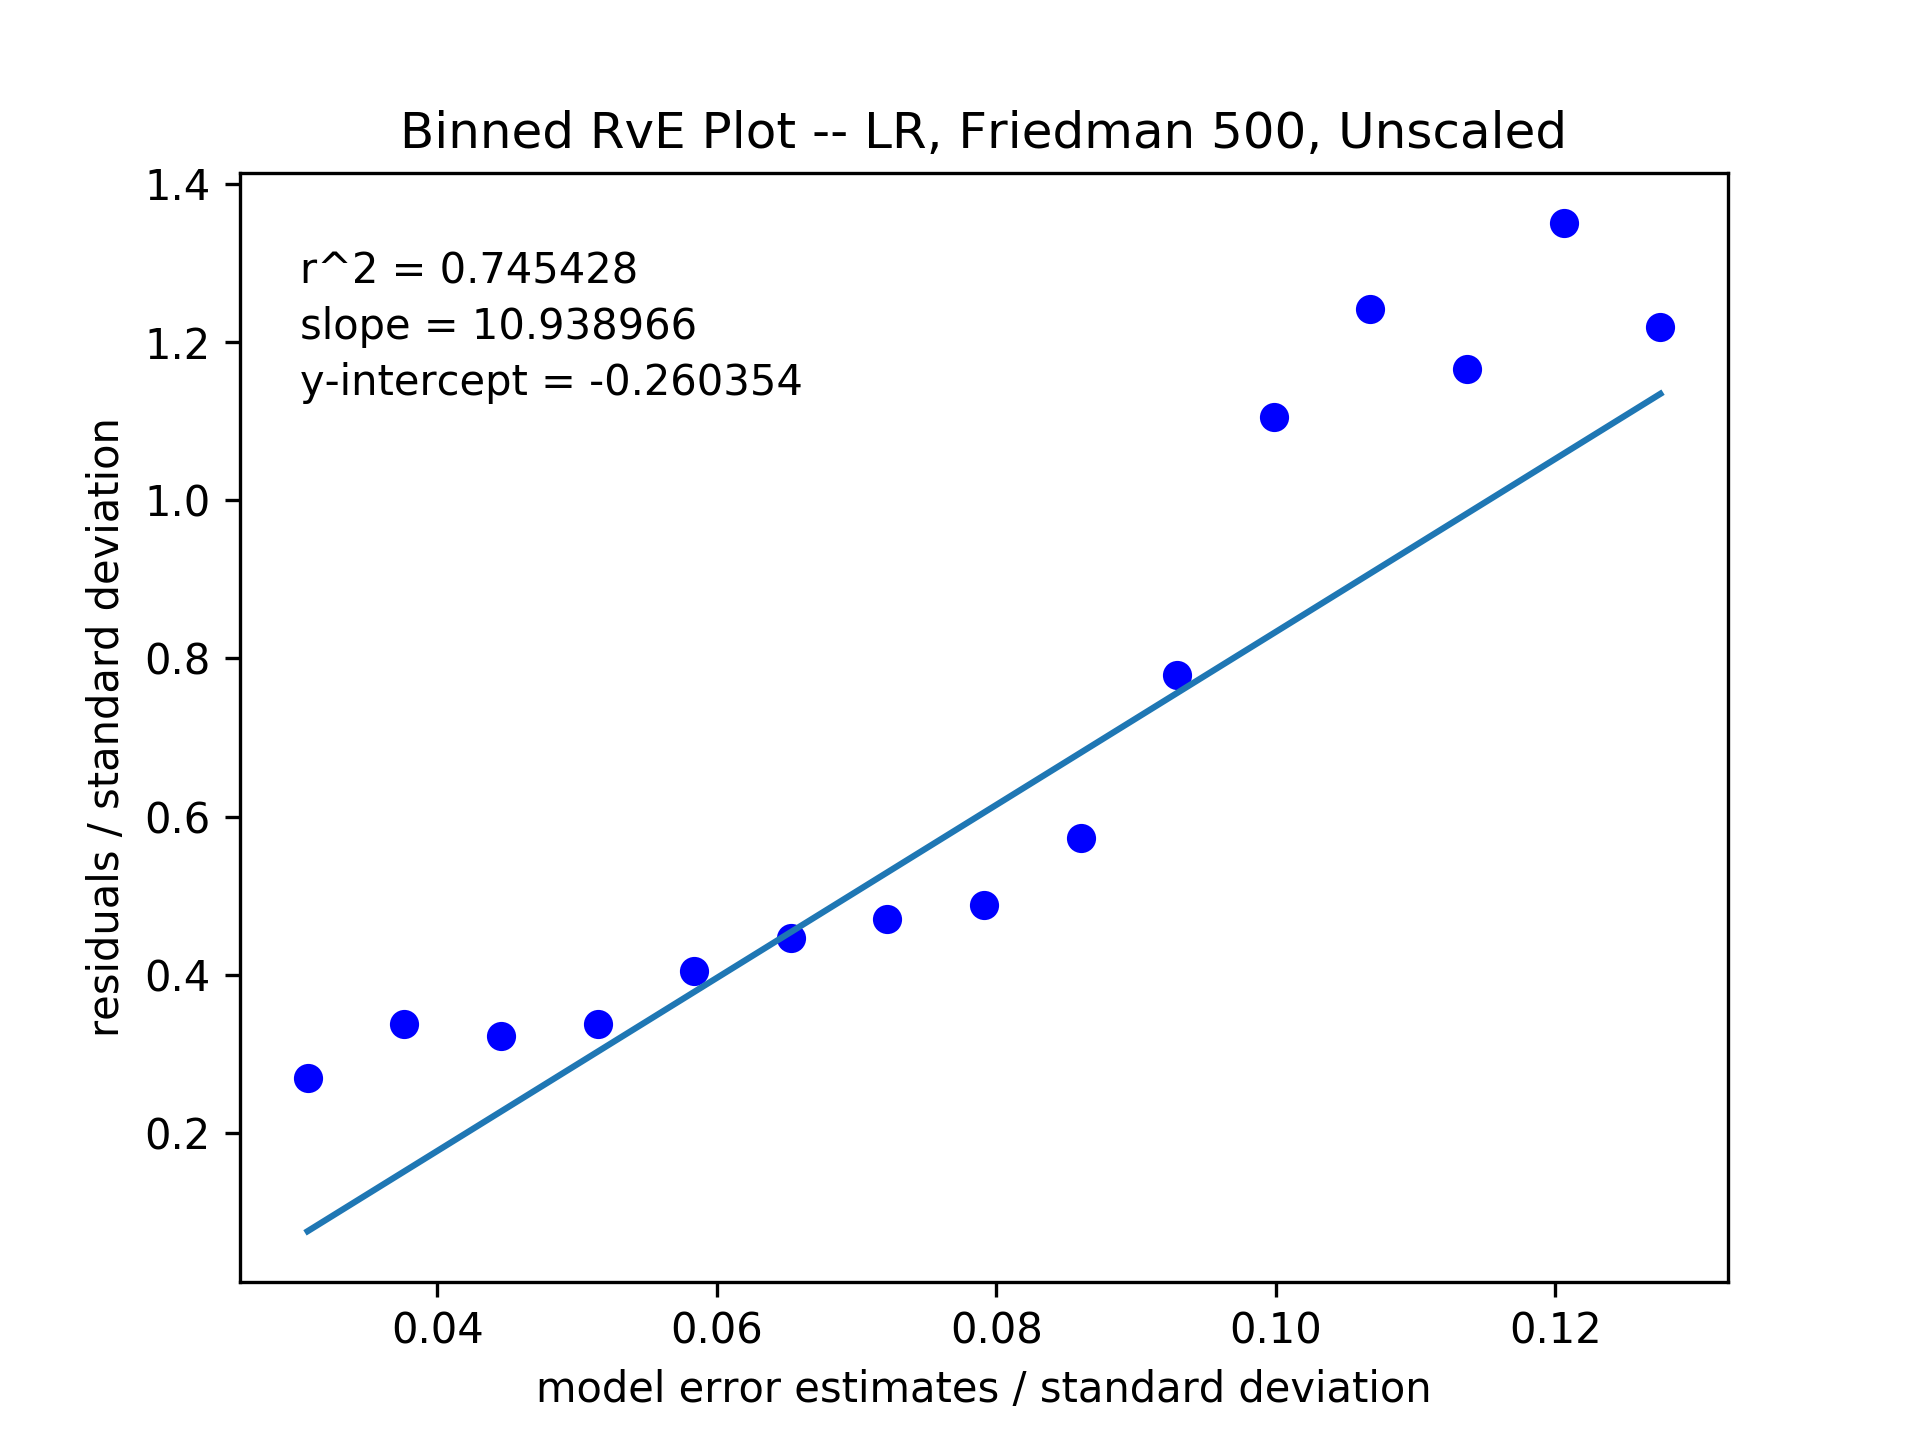 Binned RvE Plot -- LR, Friedman 500, Unscaled
r^2 = 0.745428
slope = 10.938966
y-intercept = -0.260354
residuals / standard deviation
1.4
1.2
1.0
0.8
0.6
0.4
0.2
0.04 0.06 0.08 0.10 0.12
model error estimates / standard deviation